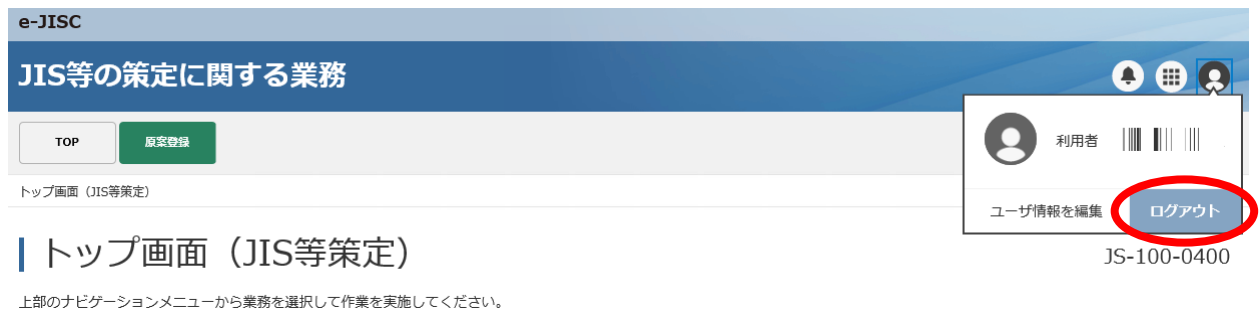 e-JISC
JIS等の策定に関する業務
TOP
原案登録
利用者
トップ画面（JIS等策定）
ユーザ情報を編集
ログアウト
トップ画面（JIS等策定）
JS-100-0400
上部のナビゲーションメニューから業務を選択して作業を実施してください。